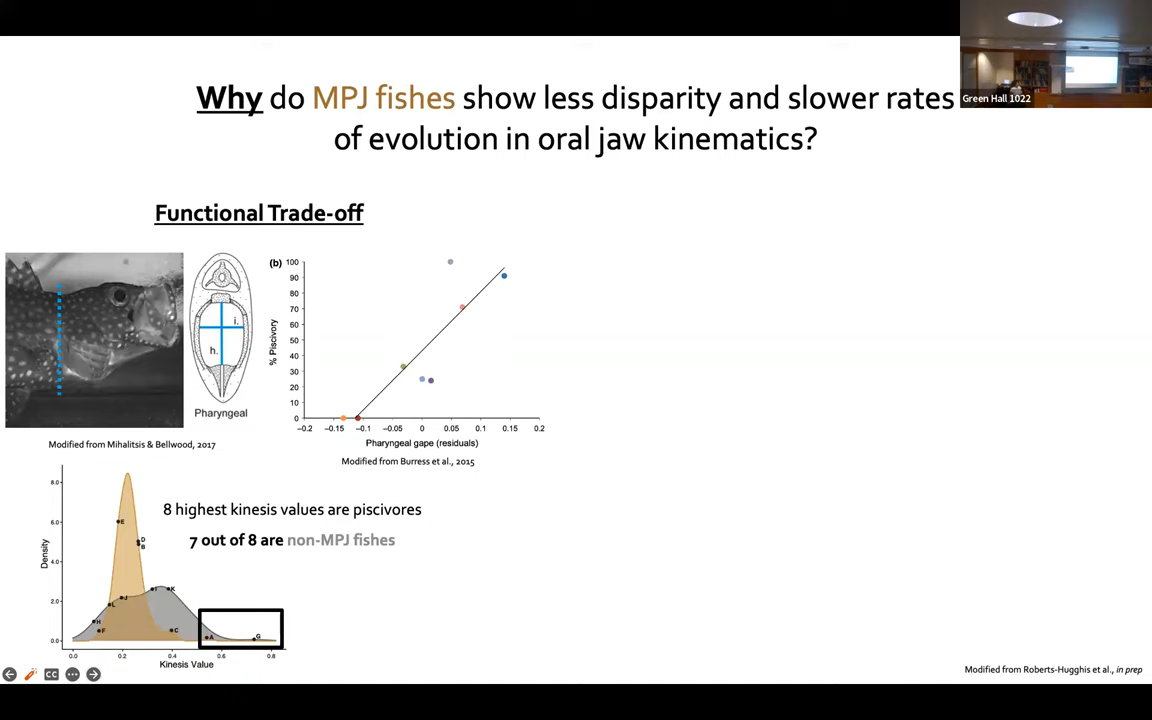 Green Hall 1022
Why do MPJ fishes show less disparity and slower rates
of evolution in oral jaw kinematics?
Functional Trade-off
i.
h.
Pharyngeal
Modified from Mihalitsis & Bellwood, 2017
(b)
100
90
80
70
60
50
40
30
20
10
0
% Piscivory
−0.2 −0.15 −0.1 −0.05 0 0.05 0.1 0.15 0.2
Pharyngeal gape (residuals)
Modified from Burress et al., 2015
8 highest kinesis values are piscivores
7 out of 8 are non-MPJ fishes
8.0
6.0
4.0
2.0
0.0
Density
E
D
B
I
K
J
L
H
F
C
A
G
0.0 0.2 0.4 0.6 0.8
Kinesis Value
CC
Modified from Roberts-Hugghis et al., in prep